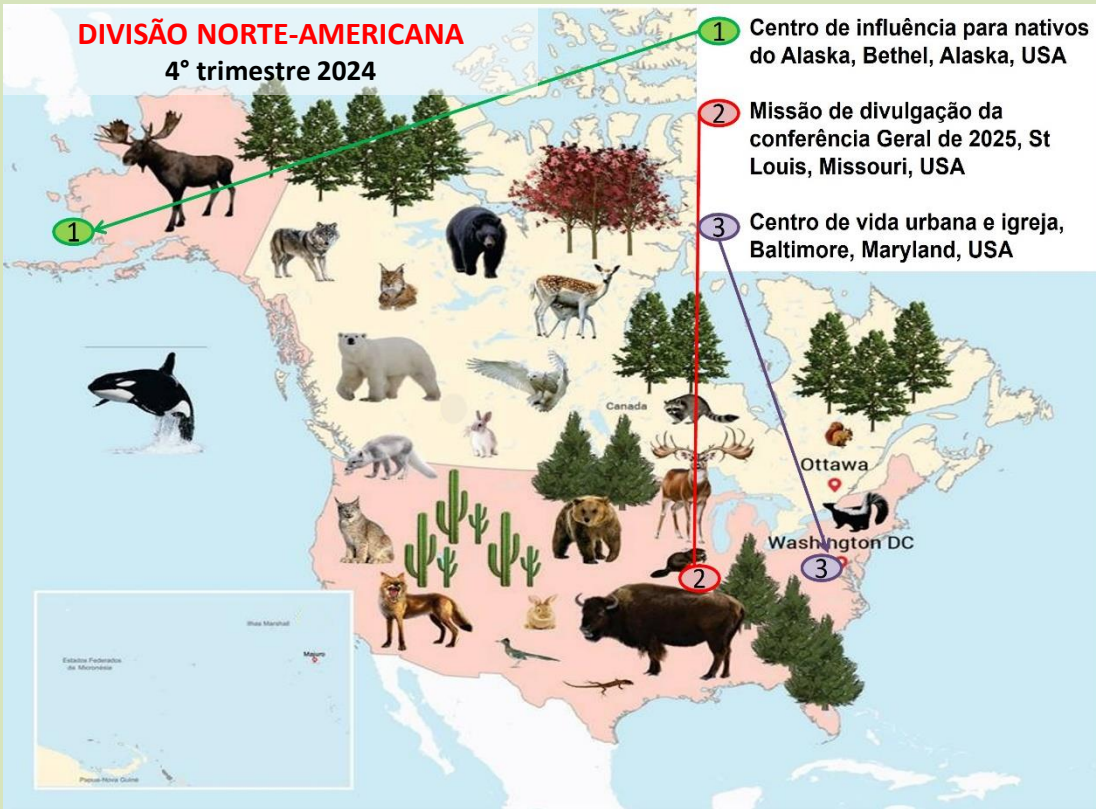 DIVISÃO NORTE-AMERICANA
4° trimestre 2024
1 Centro de influência para nativos
do Alaska, Bethel, Alaska, USA
2 Missão de divulgação da
conferência Geral de 2025, St
Louis, Missouri, USA
3 Centro de vida urbana e igreja,
Baltimore, Maryland, USA
1
Canada
Ottawa
Washington DC
3
2
Ilhas Marshall
Majuro
Estados Federados
da Micronésia
Papua-Nova Guiné